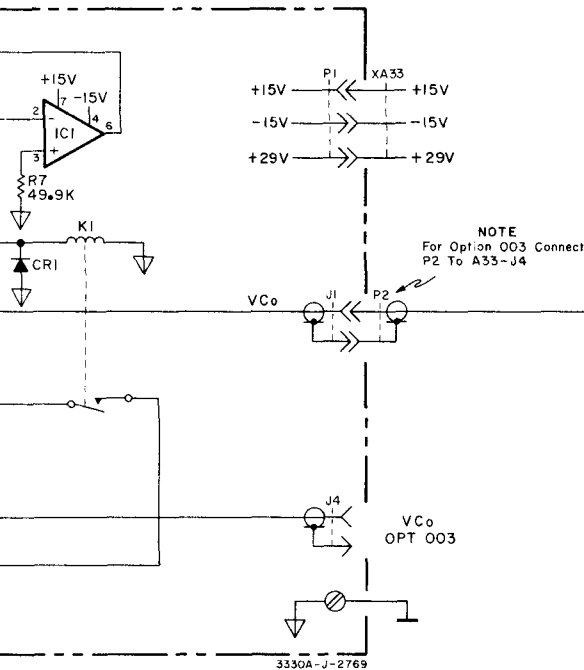 P1 XA33
+15V +15V
-15V -15V
+29V +29V
+15V
-15V
7
4
2
-
IC1
6
+
3
R7
49.9K
K1
CR1
NOTE
For Option 003 Connect
P2 To A33-J4
VCo
J1
P2
J4
VCo
OPT 003
3330A-J-2769